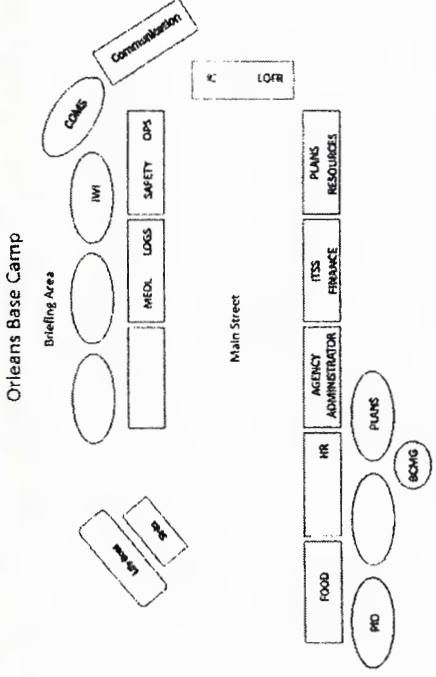 Orleans Base Camp
Briefing Area
Communication
COMS
IWI
OPS
SAFETY
LOGS
MEDL
IC
LOFR
Main Street
PLANS
RESOURCES
ITSS
FINANCE
AGENCY
ADMINISTRATOR
HR
FOOD
PLANS
BCMG
PIO